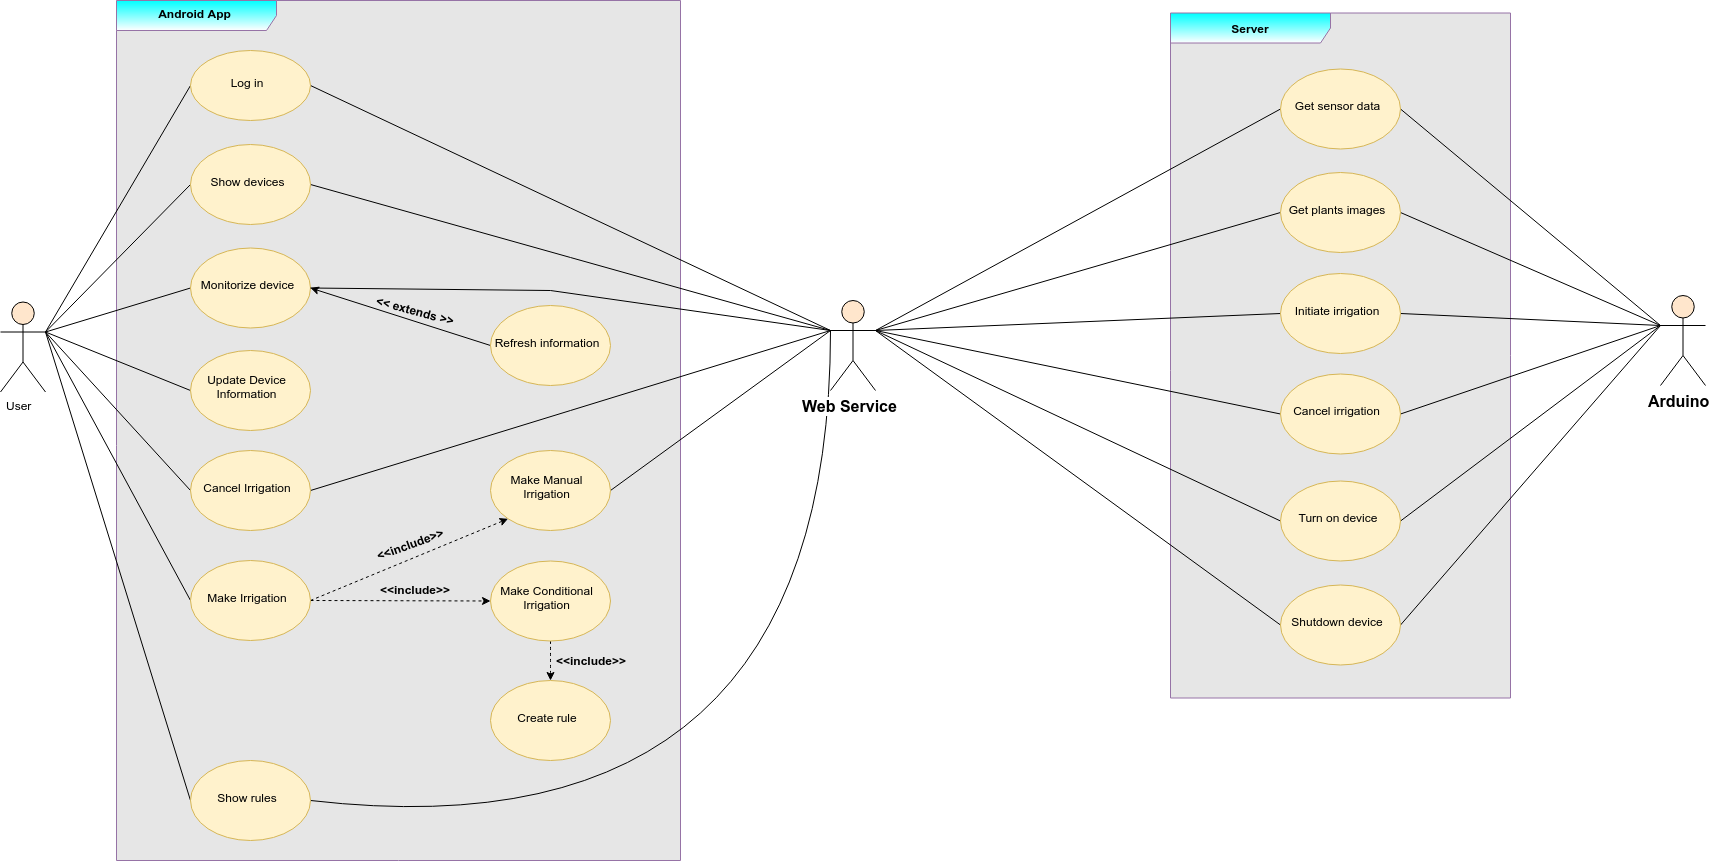 Android App
Server
Log in
Get sensor data
Show devices
Get plants images
Monitorize device
<< extends >>
Initiate irrigation
Refresh information
Update Device
Information
User
Web Service
Arduino
Cancel irrigation
Cancel Irrigation
Make Manual
Irrigation
Turn on device
<<include>>
Make Irrigation
<<include>>
Make Conditional
Irrigation
Shutdown device
<<include>>
Create rule
Show rules